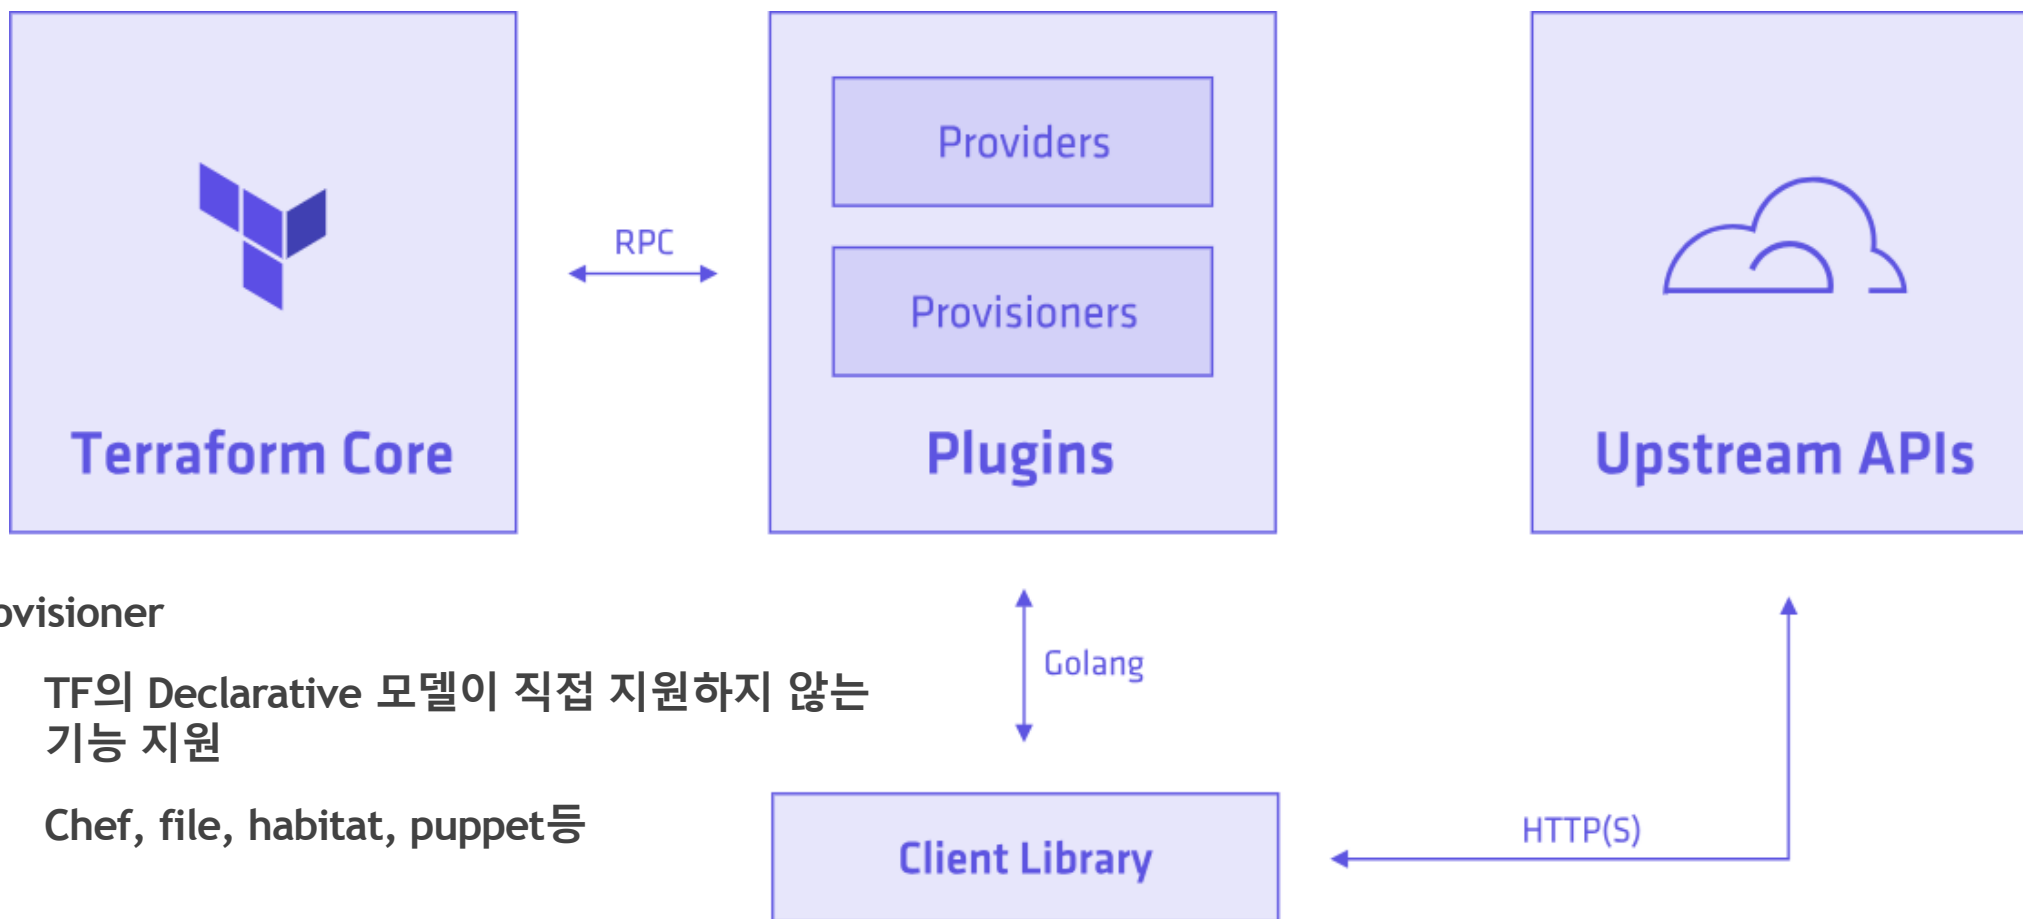 Providers
RPC
Provisioners
Terraform Core
Plugins
Upstream APIs
ovisioner
Golang
TF의 Declarative 모델이 직접 지원하지 않는
기능 지원
Chef, file, habitat, puppet등
HTTP(S)
Client Library